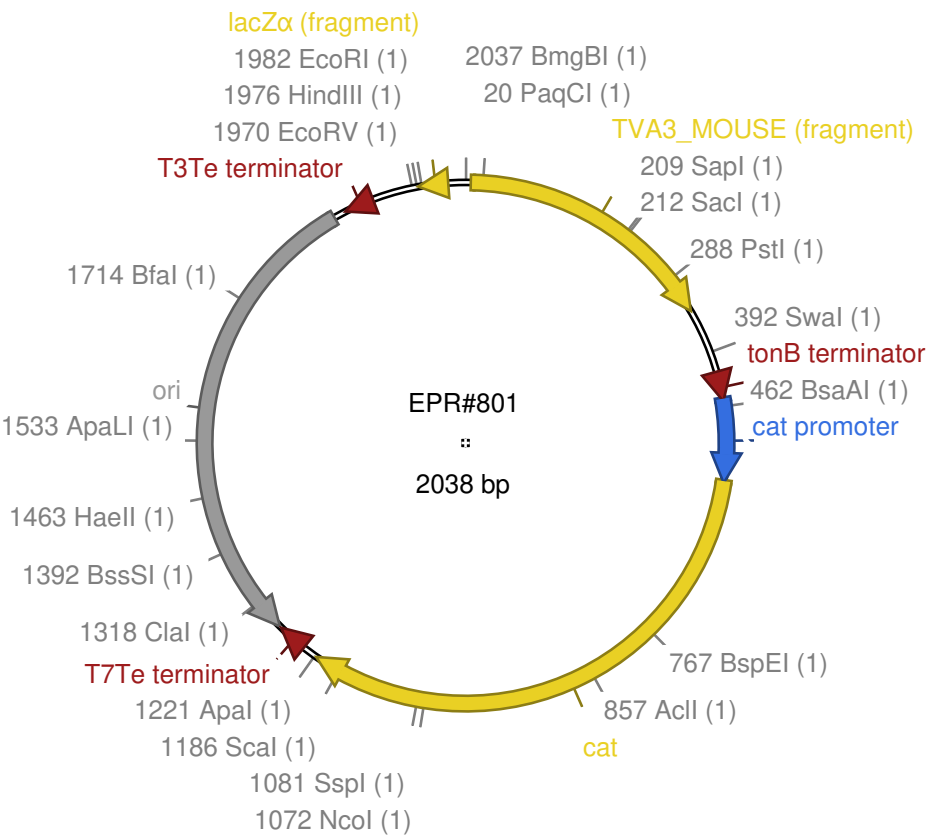 lacZα (fragment)
1982 EcoRI (1)
1976 HindIII (1)
1970 EcoRV (1)
T3Te terminator
2037 BmgBI (1)
20 PaqCI (1)
TVA3_MOUSE (fragment)
209 SapI (1)
212 SacI (1)
288 PstI (1)
392 SwaI (1)
tonB terminator
462 BsaAI (1)
cat promoter
1714 BfaI (1)
ori
1533 ApaLI (1)
1463 HaeII (1)
1392 BssSI (1)
1318 ClaI (1)
T7Te terminator
1221 ApaI (1)
1186 ScaI (1)
1081 SspI (1)
1072 NcoI (1)
EPR#801
2038 bp
767 BspEI (1)
857 AclI (1)
cat